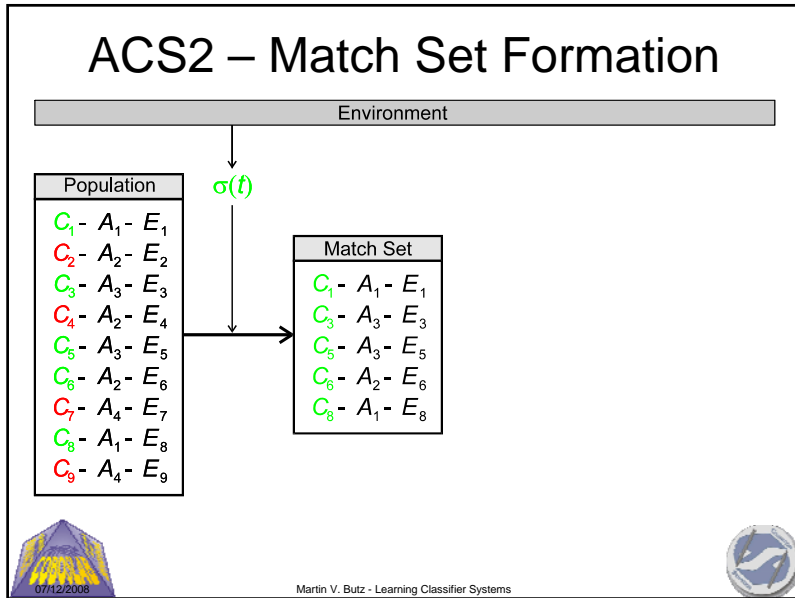 ACS2 – Match Set Formation
Environment
σ(t)
Population
C₁- A₁- E₁
C₂- A₂- E₂
C₃- A₃- E₃
C₄- A₂- E₄
C₅- A₃- E₅
C₆- A₂- E₆
C₇- A₄- E₇
C₈- A₁- E₈
C₉- A₄- E₉
Match Set
C₁- A₁- E₁
C₃- A₃- E₃
C₅- A₃- E₅
C₆- A₂- E₆
C₈- A₁- E₈
COBOSLAB
07/12/2008
Martin V. Butz - Learning Classifier Systems